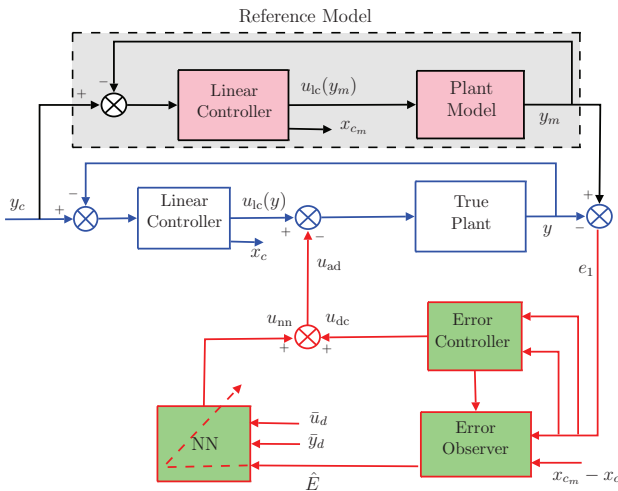 Reference Model
−
Linear
Controller
u_lc(y_m)
Plant
Model
+
x_{c_m}
y_m
y_c
−
+
Linear
Controller
u_lc(y)
+
−
True
Plant
+
−
y
x_c
u_ad
e_1
u_nn
u_dc
+
+
Error
Controller
NN
ū_d
ȳ_d
Ê
Error
Observer
x_{c_m} − x_c